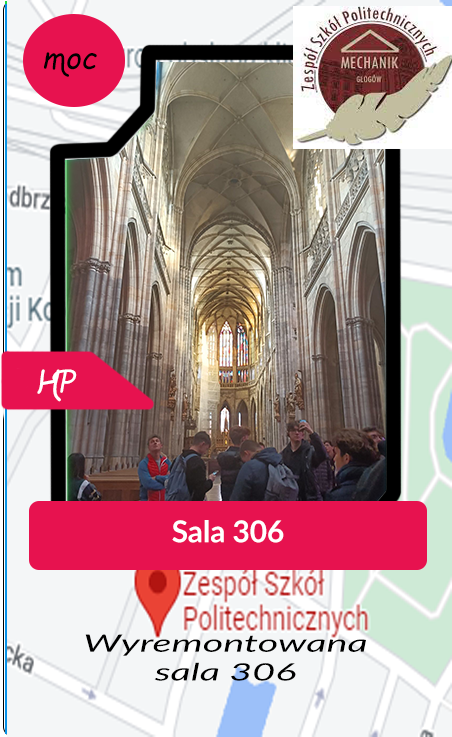 moc
Zespół Szkół Politechnicznych
MECHANIK
GŁOGÓW
dbrz
m
ji Ko
HP
Sala 306
Zespół Szkół
Politechnicznych
Wyremontowana
sala 306
cka